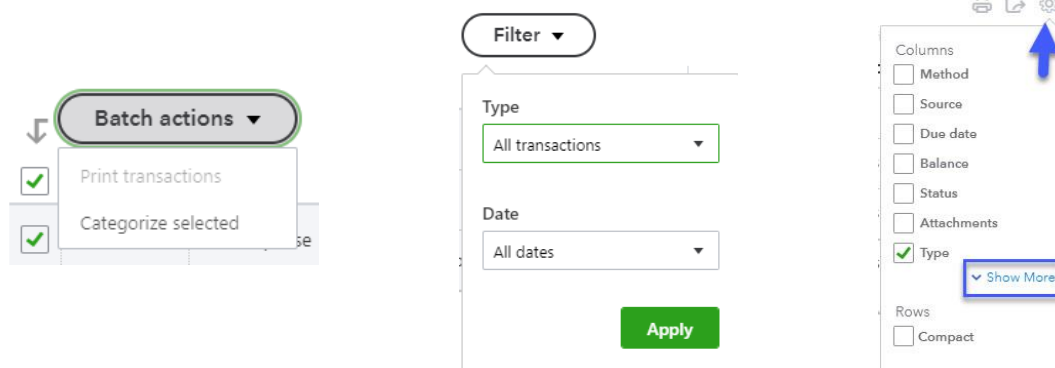 Batch actions
Print transactions
Categorize selected
se
Filter
Type
All transactions
Date
All dates
Apply
Columns
Method
Source
Due date
Balance
Status
Attachments
Type
Show More
Rows
Compact